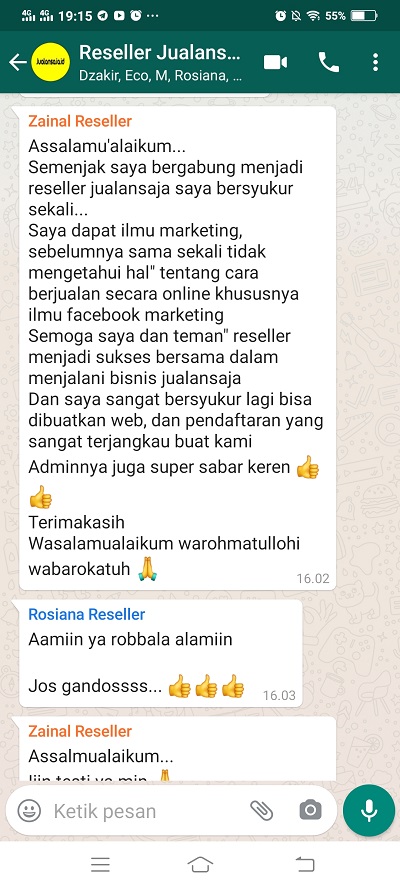 4G 4G 19:15 55%
Jualansaja.id
Reseller Jualans...
Dzakir, Eco, M, Rosiana, ...
Zainal Reseller
Assalamu'alaikum...
Semenjak saya bergabung menjadi
reseller jualansaja saya bersyukur
sekali...
Saya dapat ilmu marketing,
sebelumnya sama sekali tidak
mengetahui hal" tentang cara
berjualan secara online khususnya
ilmu facebook marketing
Semoga saya dan teman" reseller
menjadi sukses bersama dalam
menjalani bisnis jualansaja
Dan saya sangat bersyukur lagi bisa
dibuatkan web, dan pendaftaran yang
sangat terjangkau buat kami
Adminnya juga super sabar keren 👍
👍
Terimakasih
Wasalamualaikum warohmatullohi
wabarokatuh 🙏
16.02
Rosiana Reseller
Aamiin ya robbala alamiin
Jos gandossss... 👍👍👍
16.03
Zainal Reseller
Assalmualaikum...
Ijin testi ya min 🙏
Ketik pesan